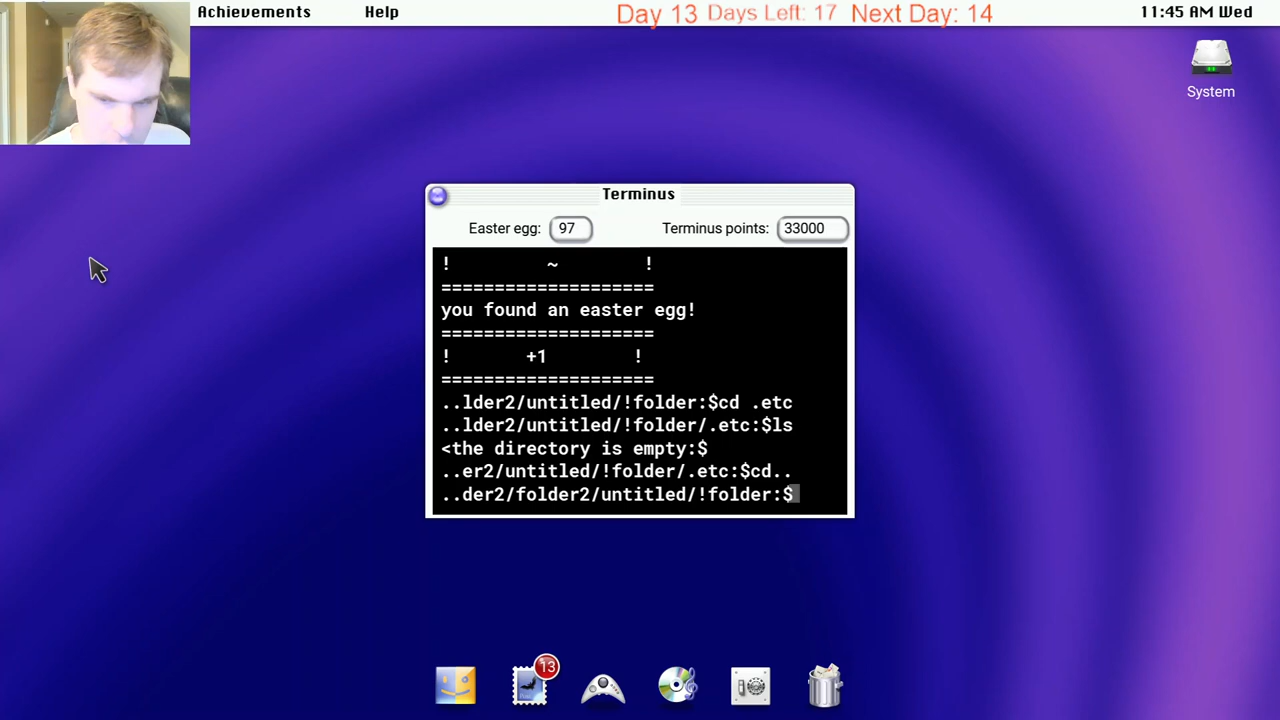 Achievements Help Day 13 Days Left: 17 Next Day: 14 11:45 AM Wed
System
Terminus
Easter egg: 97 Terminus points: 33000
! ~ !
====================
you found an easter egg!
====================
! +1 !
====================
..lder2/untitled/!folder:$cd .etc
..lder2/untitled/!folder/.etc:$ls
<the directory is empty:$
..er2/untitled/!folder/.etc:$cd..
..der2/folder2/untitled/!folder:$
13